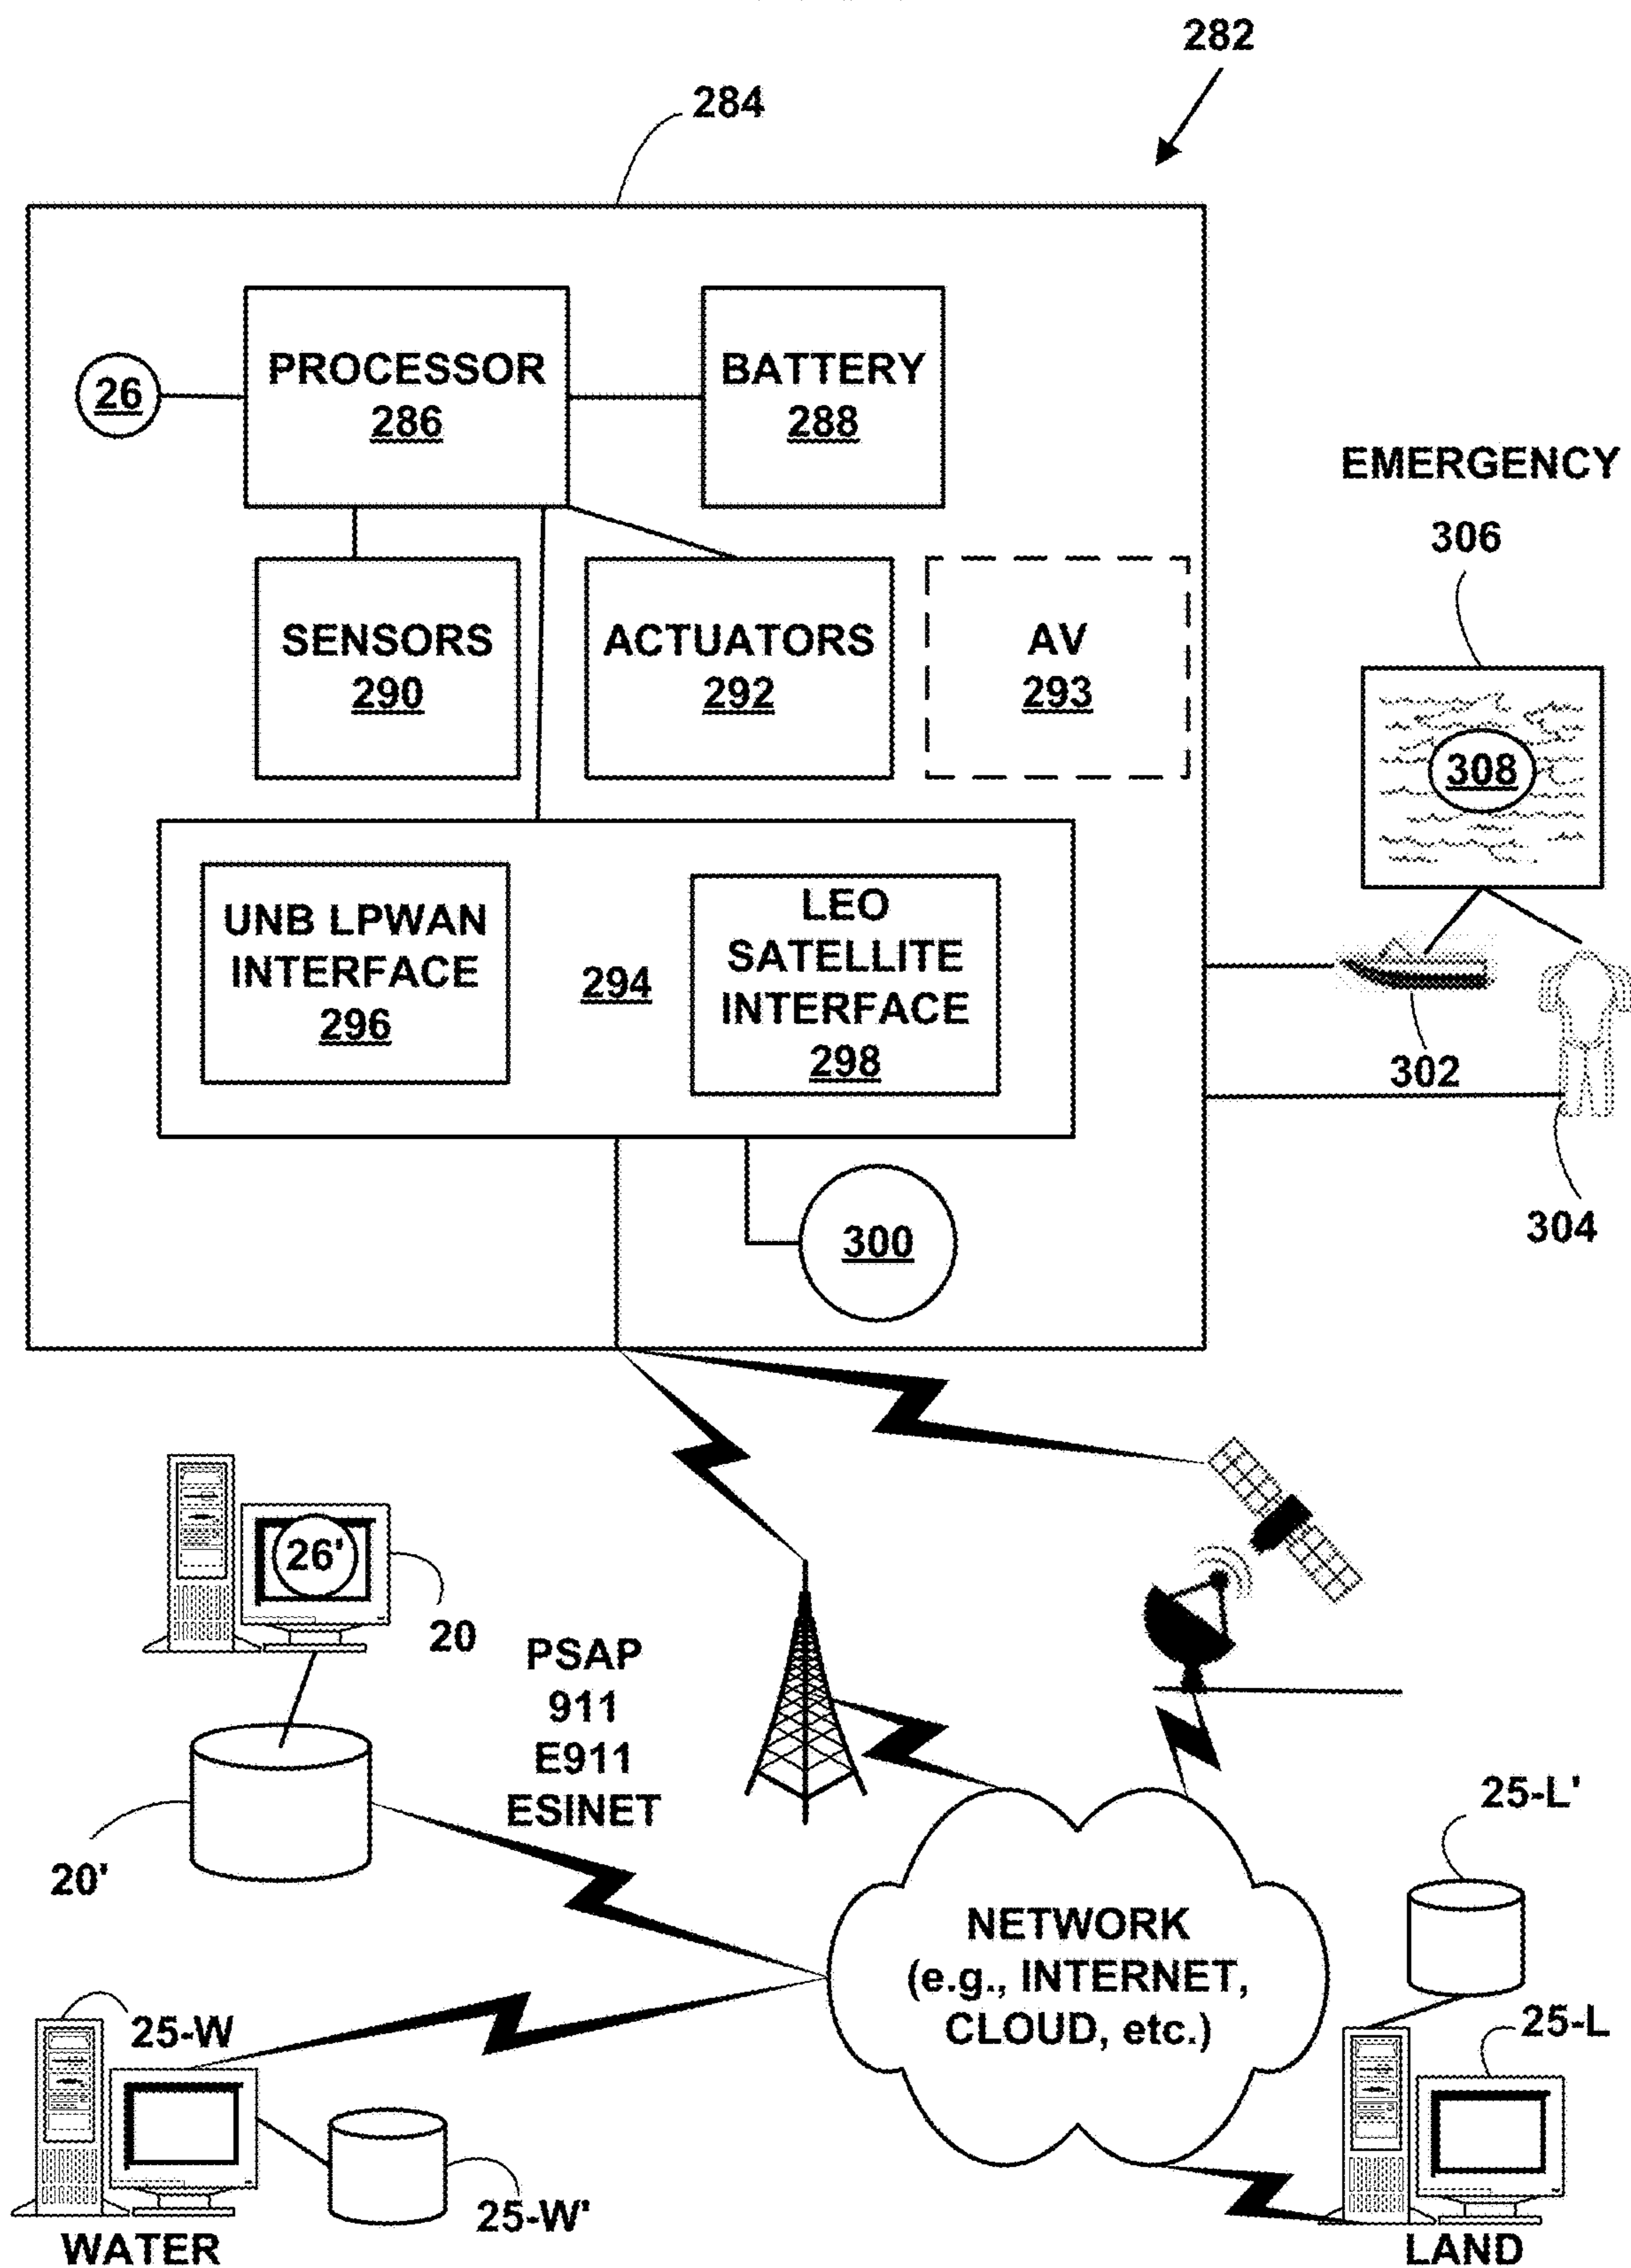 282
284
PROCESSOR
286
BATTERY
288
26
EMERGENCY
306
SENSORS
290
ACTUATORS
292
AV
293
308
UNB LPWAN
INTERFACE
296
294
LEO
SATELLITE
INTERFACE
298
302
304
300
26'
20
PSAP
911
E911
ESINET
20'
25-L'
NETWORK
(e.g., INTERNET,
CLOUD, etc.)
25-W
25-L
25-W'
WATER
LAND